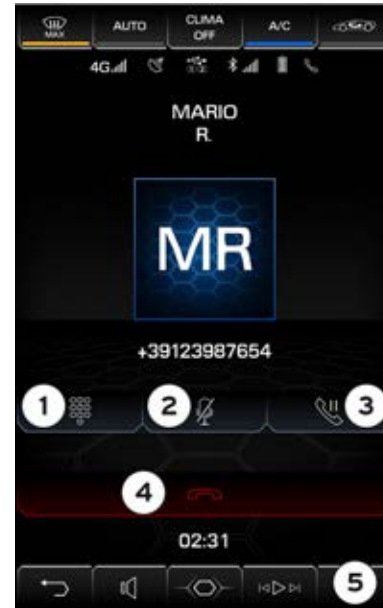 MAX
AUTO
CLIMA
OFF
A/C
4G
MARIO
R.
MR
+39123987654
1
2
3
4
02:31
5